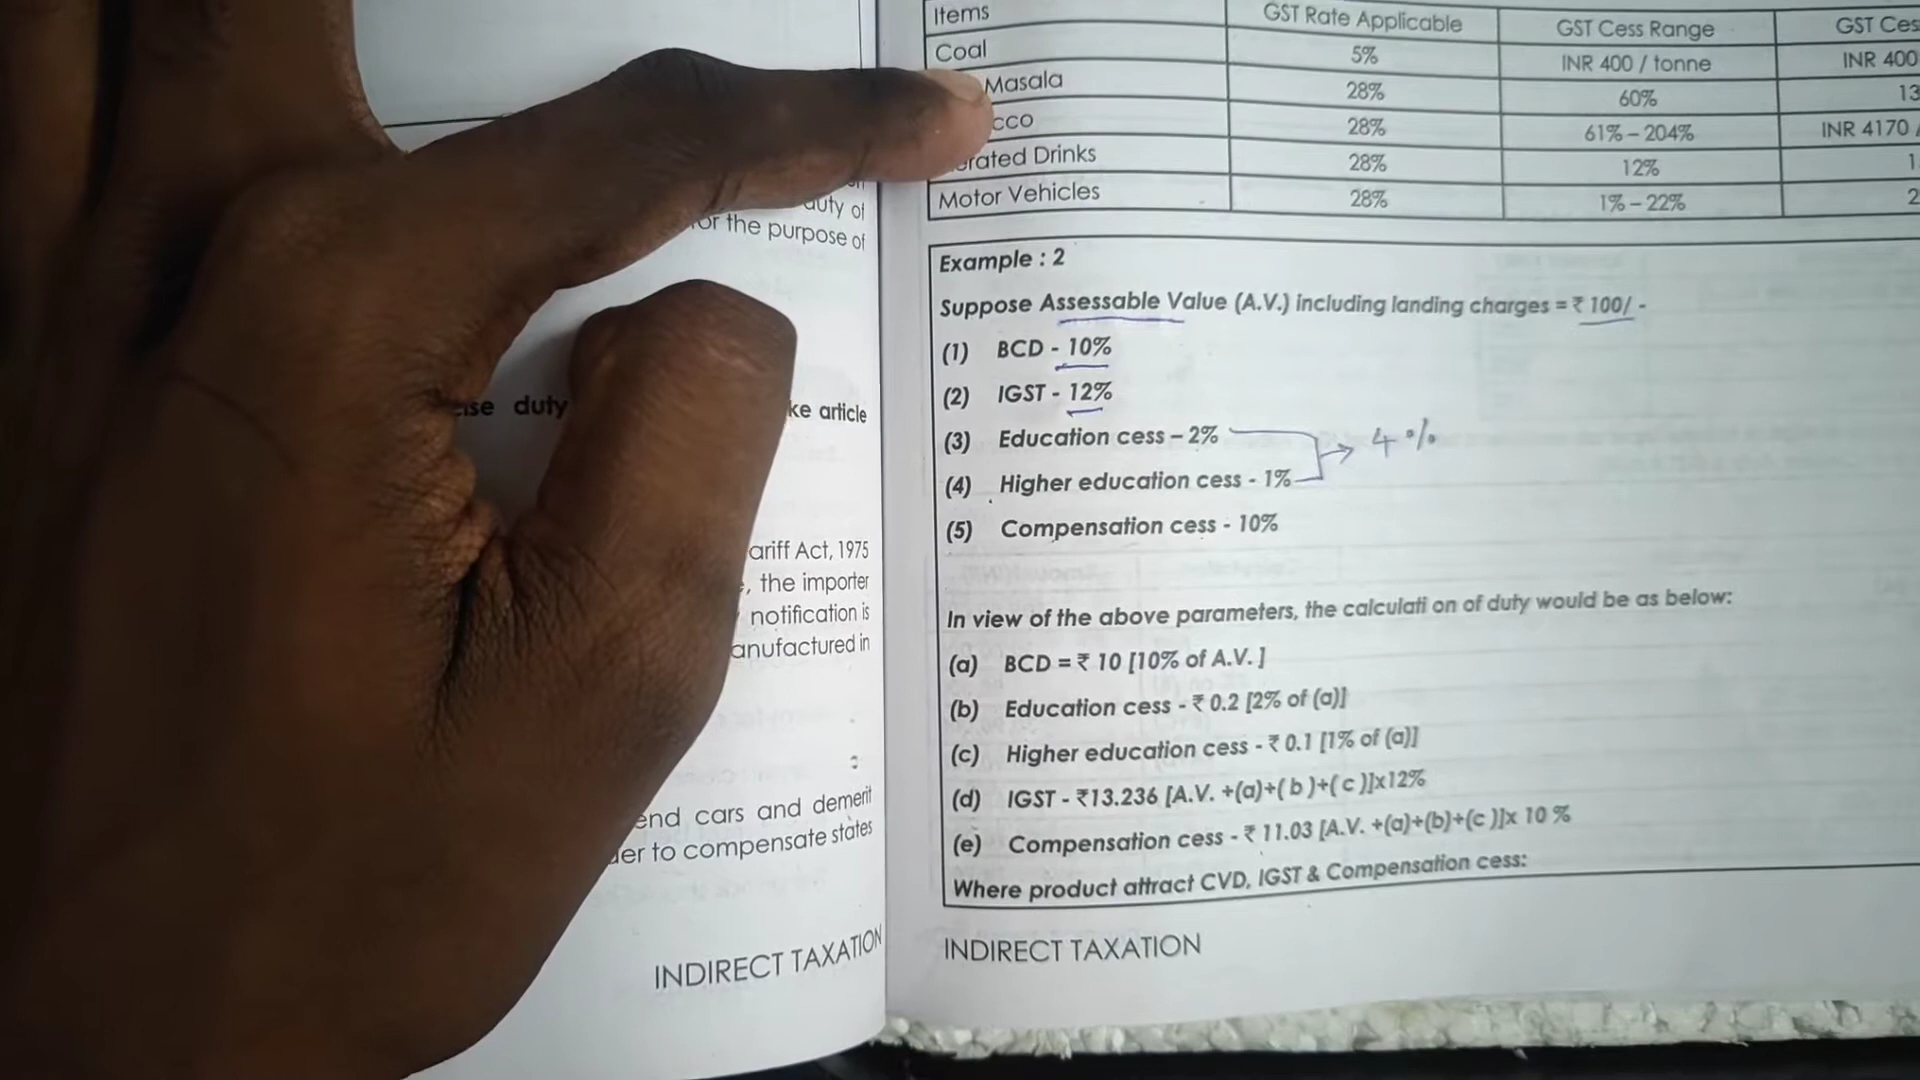 duty of
or the purpose of
duty
ke article
ariff Act, 1975
, the importer
notification is
anufactured in
:
end cars and demerit
er to compensate states
INDIRECT TAXATION
Items GST Rate Applicable GST Cess Range GST Ces
Coal 5% INR 400 / tonne INR 400
Masala 28% 60% 13
cco 28% 61% – 204% INR 4170 /
rated Drinks 28% 12% 1
Motor Vehicles 28% 1% – 22% 2
Example : 2
Suppose Assessable Value (A.V.) including landing charges = ₹ 100/ -
(1) BCD - 10%
(2) IGST - 12%
(3) Education cess – 2%
4 %
(4) Higher education cess - 1%
(5) Compensation cess - 10%
In view of the above parameters, the calculati on of duty would be as below:
(a) BCD = ₹ 10 [10% of A.V. ]
(b) Education cess - ₹ 0.2 [2% of (a)]
(c) Higher education cess - ₹ 0.1 [1% of (a)]
(d) IGST - ₹13.236 [A.V. +(a)+( b )+( c )]x12%
(e) Compensation cess - ₹ 11.03 [A.V. +(a)+(b)+(c )]x 10 %
Where product attract CVD, IGST & Compensation cess:
INDIRECT TAXATION